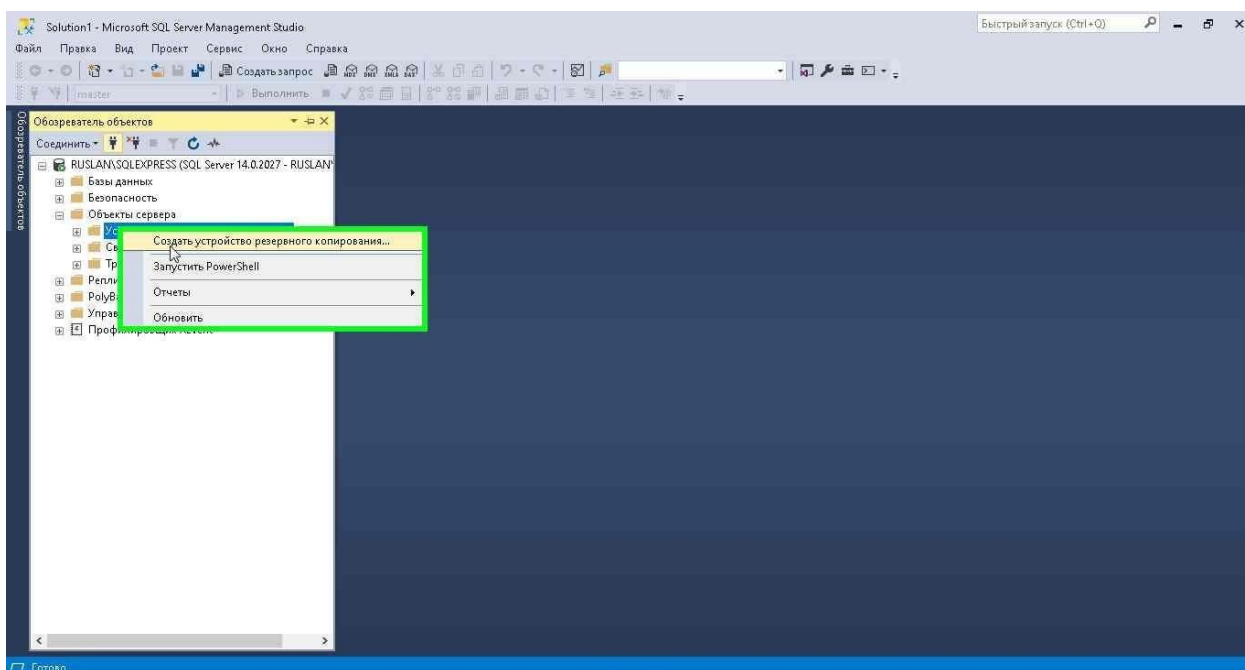 Solution1 - Microsoft SQL Server Management Studio
Быстрый запуск (Ctrl+Q)
Файл Правка Вид Проект Сервис Окно Справка
Создать запрос
master
Выполнить
Обозреватель объектов
Обозреватель объектов
Соединить
RUSLAN\SQLEXPRESS (SQL Server 14.0.2027 - RUSLAN
Базы данных
Безопасность
Объекты сервера
Создать устройство резервного копирования...
Запустить PowerShell
Отчеты
Обновить
Готово